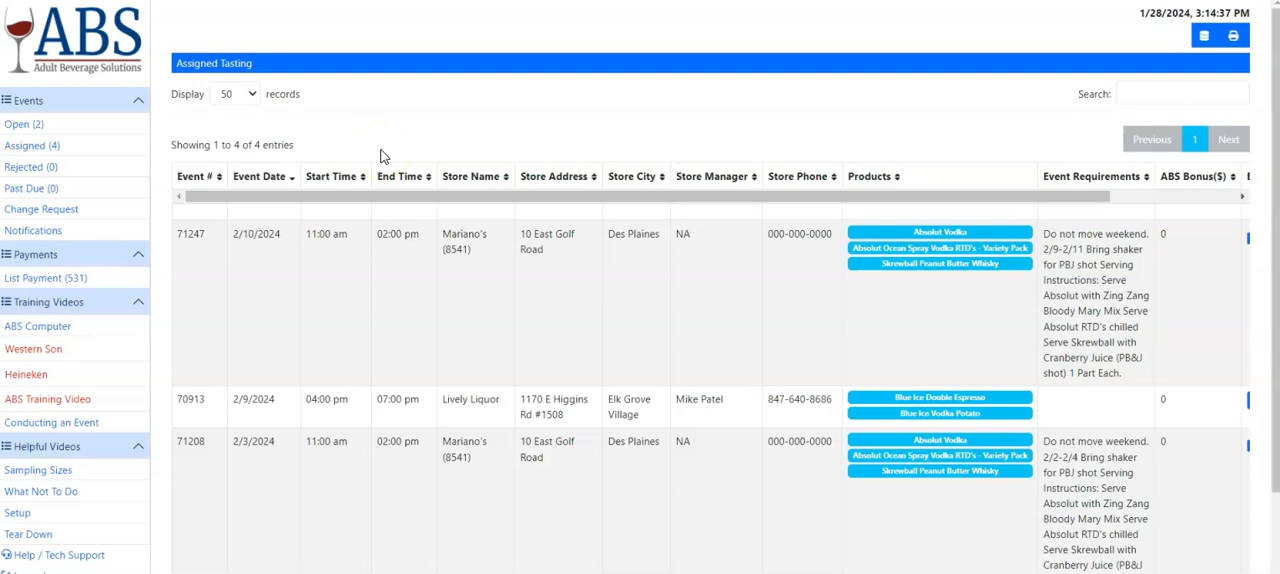 1/28/2024, 3:14:37 PM
ABS
Adult Beverage Solutions
Events
Open (2)
Assigned (4)
Rejected (0)
Past Due (0)
Change Request
Notifications
Payments
List Payment (531)
Training Videos
ABS Computer
Western Son
Heineken
ABS Training Video
Conducting an Event
Helpful Videos
Sampling Sizes
What Not To Do
Setup
Tear Down
Help / Tech Support
Assigned Tasting
Display 50 records
Search:
Showing 1 to 4 of 4 entries
Previous 1 Next
Event # Event Date Start Time End Time Store Name Store Address Store City Store Manager Store Phone Products Event Requirements ABS Bonus($)
71247 2/10/2024 11:00 am 02:00 pm Mariano's (8541) 10 East Golf Road Des Plaines NA 000-000-0000
Absolut Vodka
Absolut Ocean Spray Vodka RTD's - Variety Pack
Skrewball Peanut Butter Whisky
Do not move weekend.
2/9-2/11 Bring shaker
for PBJ shot Serving
Instructions: Serve
Absolut with Zing Zang
Bloody Mary Mix Serve
Absolut RTD's chilled
Serve Skrewball with
Cranberry Juice (PB&J
shot) 1 Part Each.
0
70913 2/9/2024 04:00 pm 07:00 pm Lively Liquor 1170 E Higgins Rd #1508 Elk Grove Village Mike Patel 847-640-8686
Blue Ice Double Espresso
Blue Ice Vodka Potato
0
71208 2/3/2024 11:00 am 02:00 pm Mariano's (8541) 10 East Golf Road Des Plaines NA 000-000-0000
Absolut Vodka
Absolut Ocean Spray Vodka RTD's - Variety Pack
Skrewball Peanut Butter Whisky
Do not move weekend.
2/2-2/4 Bring shaker
for PBJ shot Serving
Instructions: Serve
Absolut with Zing Zang
Bloody Mary Mix Serve
Absolut RTD's chilled
Serve Skrewball with
Cranberry Juice (PB&J
0